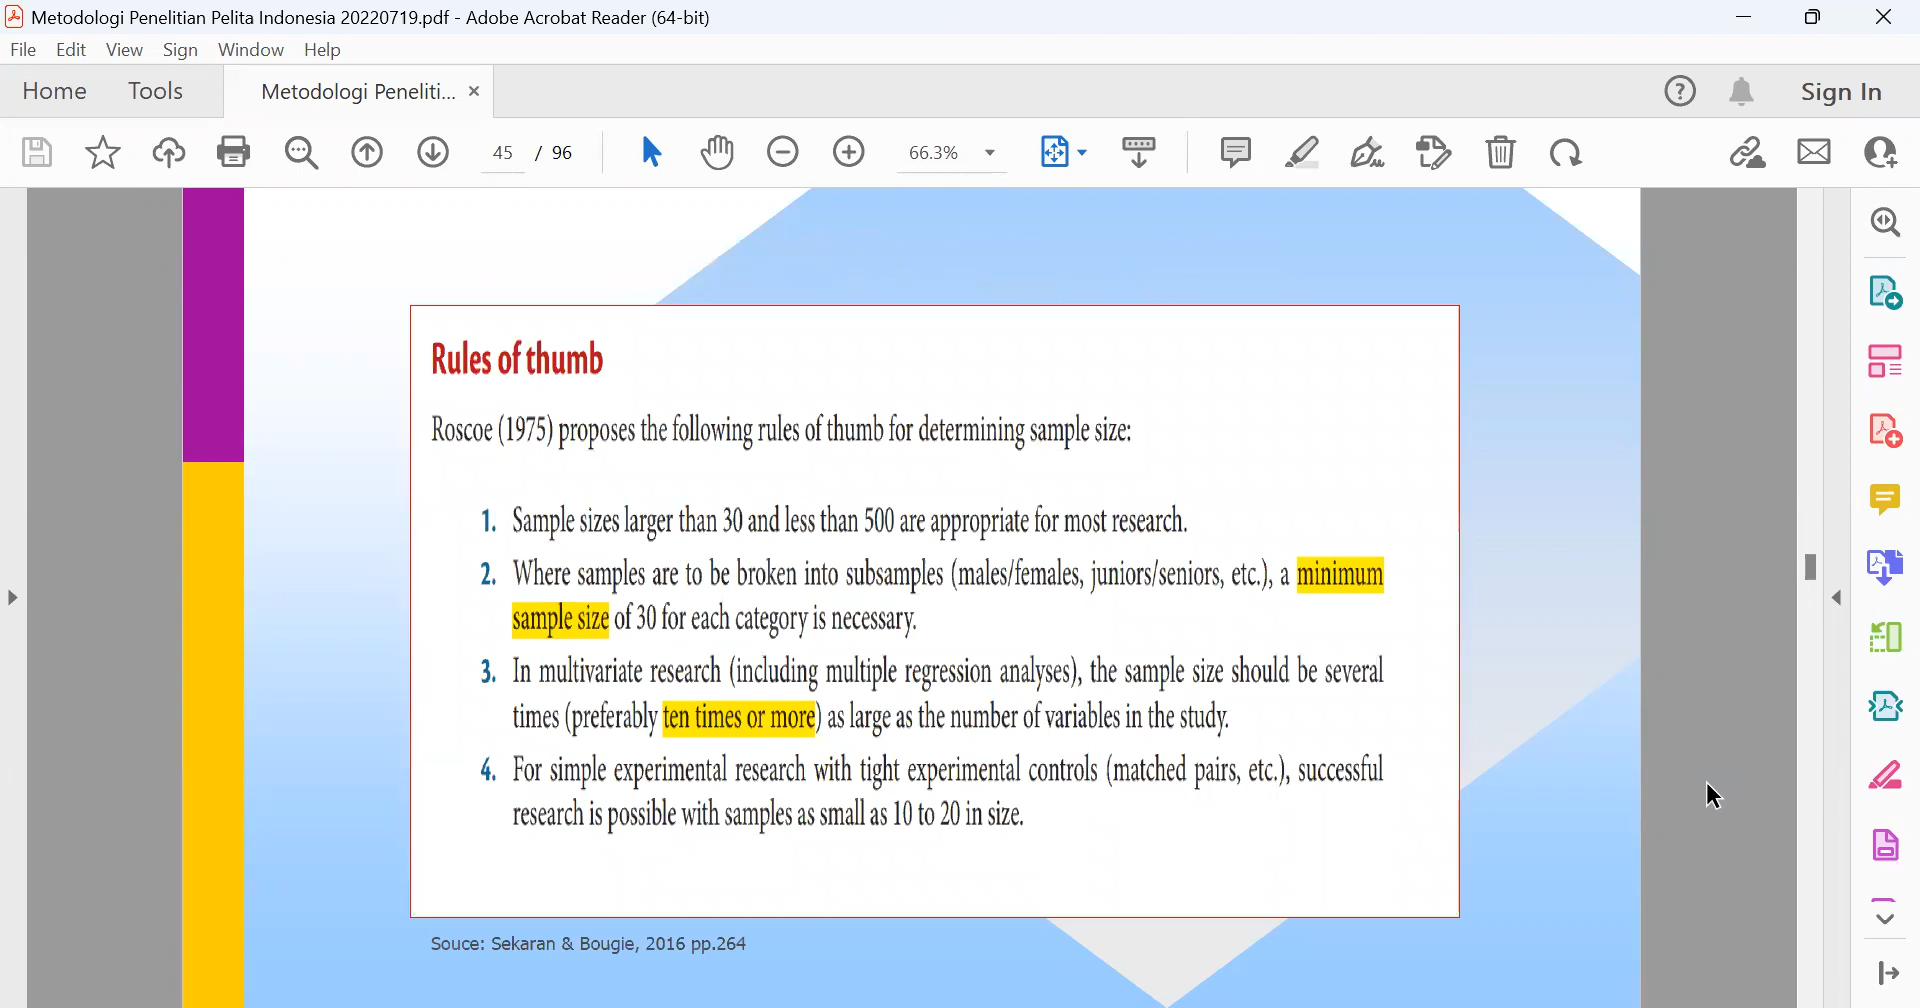 Metodologi Penelitian Pelita Indonesia 20220719.pdf - Adobe Acrobat Reader (64-bit)
File Edit View Sign Window Help
Home Tools Metodologi Peneliti... × ? Sign In
45 / 96 66.3%
Rules of thumb
Roscoe (1975) proposes the following rules of thumb for determining sample size:
1. Sample sizes larger than 30 and less than 500 are appropriate for most research.
2. Where samples are to be broken into subsamples (males/females, juniors/seniors, etc.), a minimum
sample size of 30 for each category is necessary.
3. In multivariate research (including multiple regression analyses), the sample size should be several
times (preferably ten times or more) as large as the number of variables in the study.
4. For simple experimental research with tight experimental controls (matched pairs, etc.), successful
research is possible with samples as small as 10 to 20 in size.
Souce: Sekaran & Bougie, 2016 pp.264